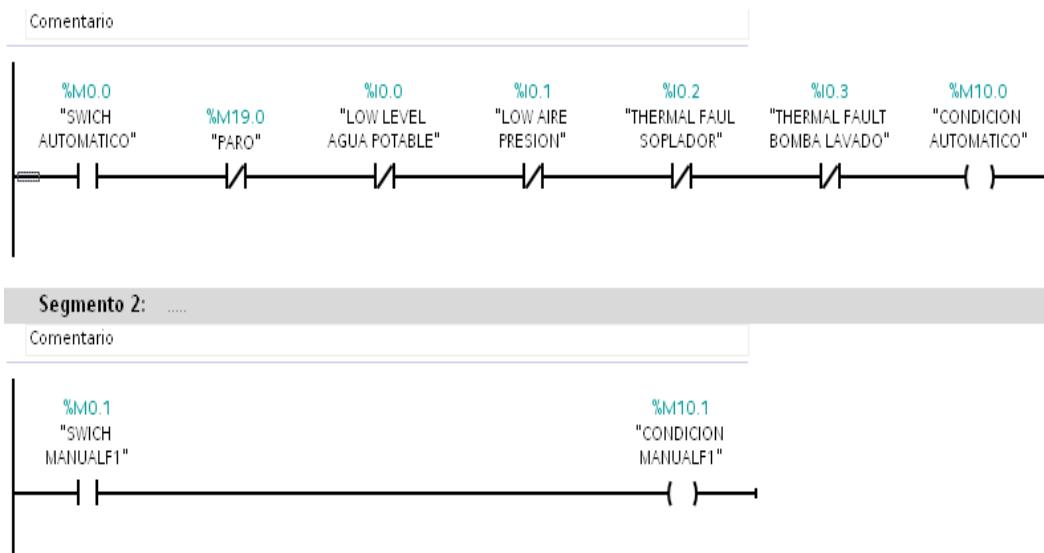 Comentario
%M0.0
"SWICH
AUTOMATICO"
%M19.0
"PARO"
%I0.0
"LOW LEVEL
AGUA POTABLE"
%I0.1
"LOW AIRE
PRESION"
%I0.2
"THERMAL FAUL
SOPLADOR"
%I0.3
"THERMAL FAULT
BOMBA LAVADO"
%M10.0
"CONDICION
AUTOMATICO"
Segmento 2: .....
Comentario
%M0.1
"SWICH
MANUALF1"
%M10.1
"CONDICION
MANUALF1"